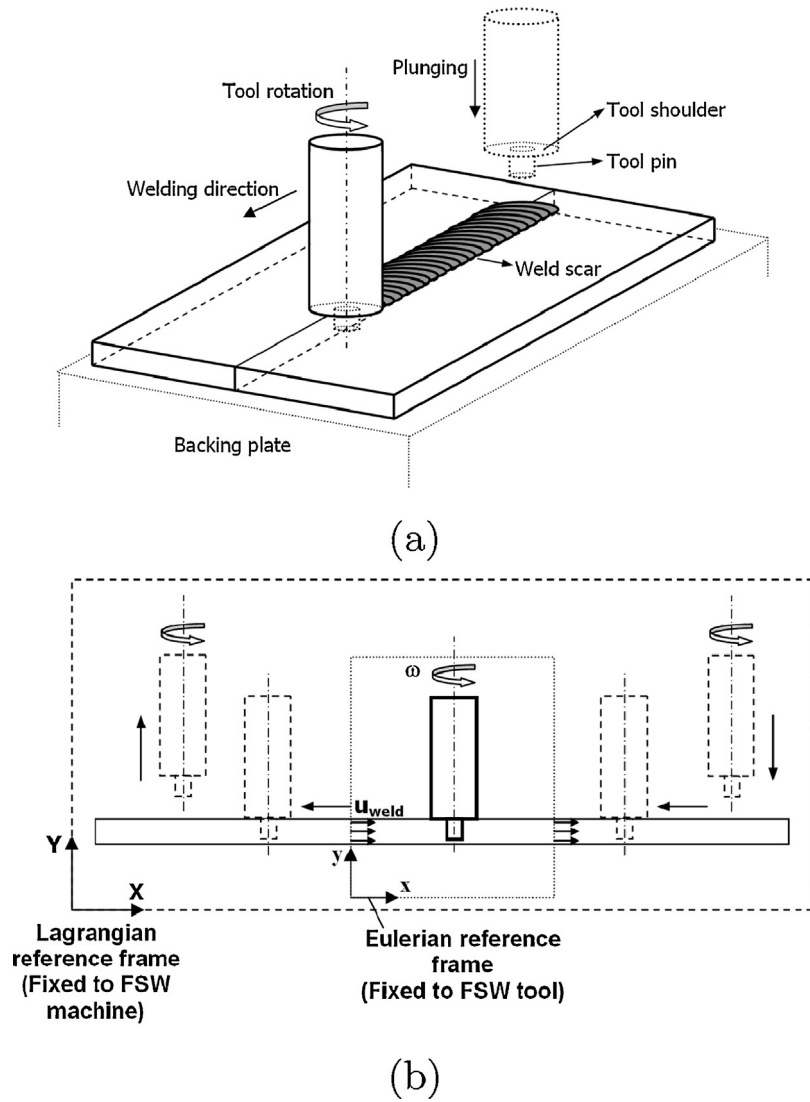 Plunging
Tool rotation
Tool shoulder
Tool pin
Welding direction
Weld scar
Backing plate
(a)
ω
u_weld
Y
y
x
X
Lagrangian
reference frame
(Fixed to FSW
machine)
Eulerian reference
frame
(Fixed to FSW tool)
(b)